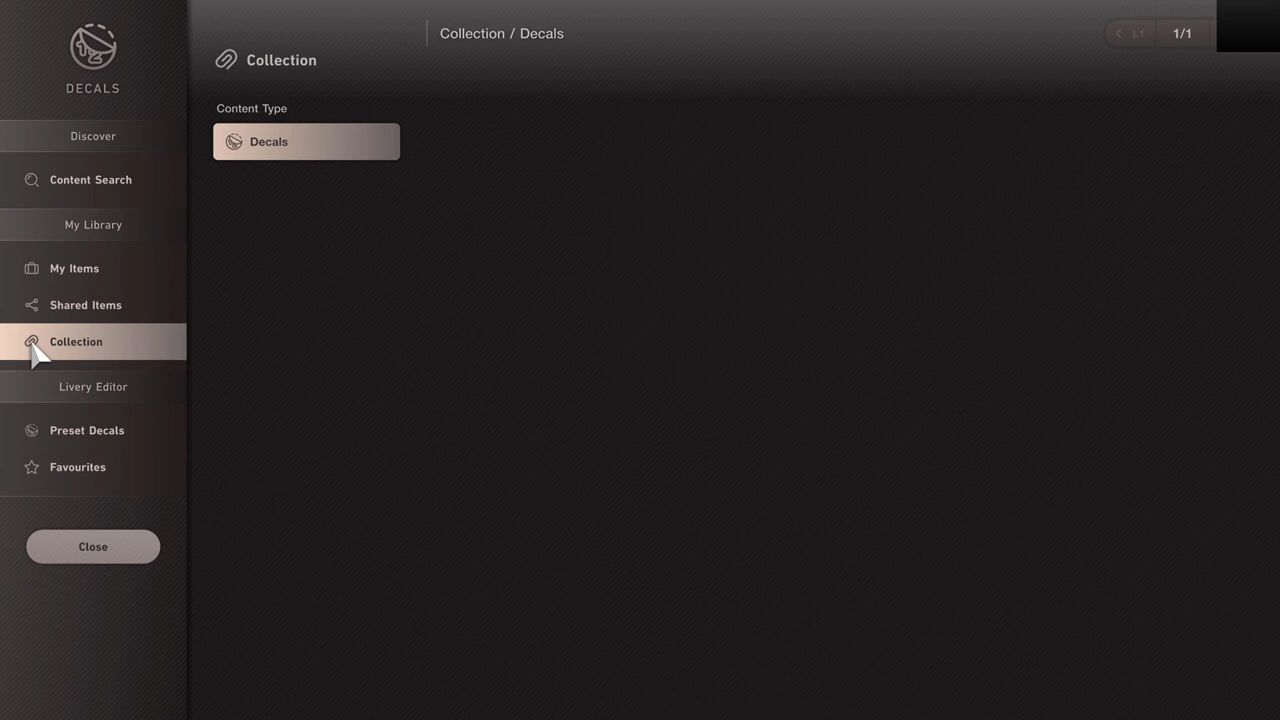 DECALS
Discover
Content Search
My Library
My Items
Shared Items
Collection
Livery Editor
Preset Decals
Favourites
Close
Collection / Decals
L1
1/1
Collection
Content Type
Decals